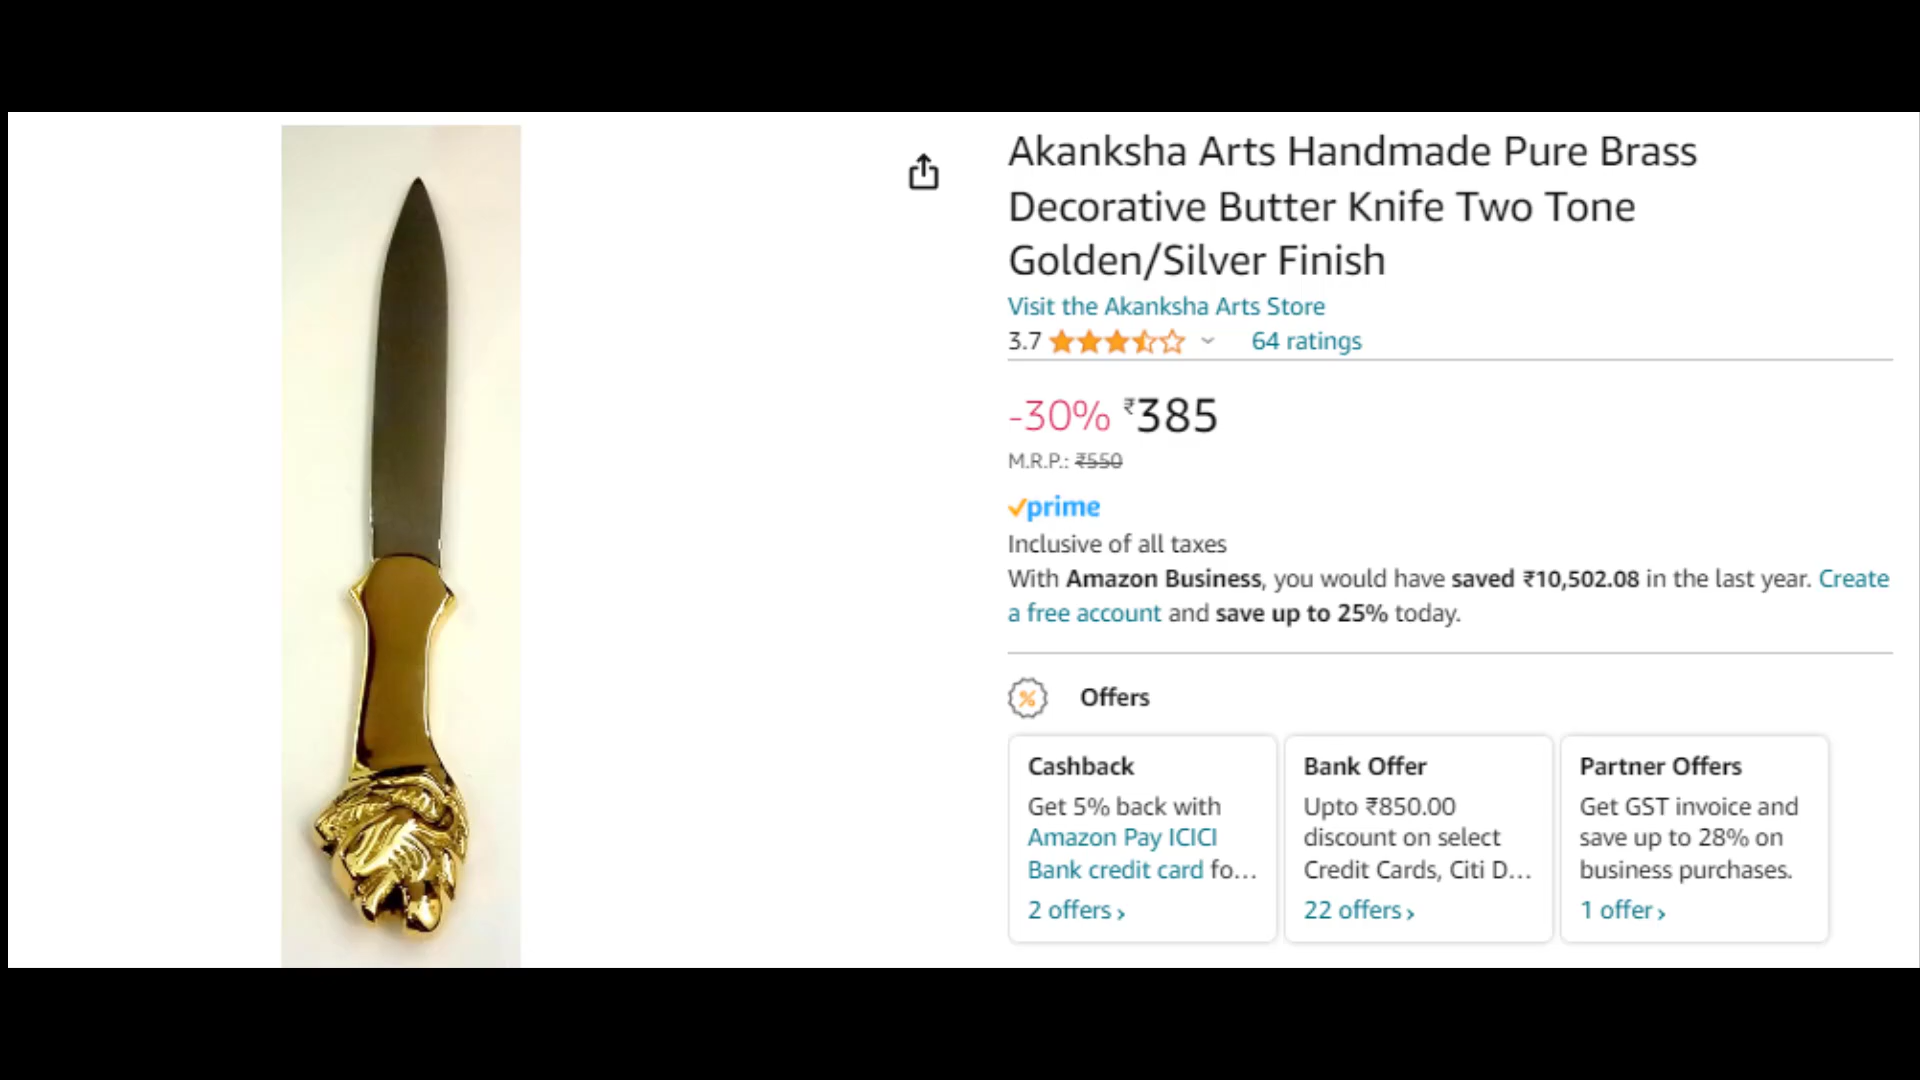 Akanksha Arts Handmade Pure Brass
Decorative Butter Knife Two Tone
Golden/Silver Finish
Visit the Akanksha Arts Store
3.7 64 ratings
-30% ₹385
M.R.P.: ₹550
prime
Inclusive of all taxes
With Amazon Business, you would have saved ₹10,502.08 in the last year. Create
a free account and save up to 25% today.
% Offers
Cashback
Get 5% back with
Amazon Pay ICICI
Bank credit card fo...
2 offers ›
Bank Offer
Upto ₹850.00
discount on select
Credit Cards, Citi D...
22 offers ›
Partner Offers
Get GST invoice and
save up to 28% on
business purchases.
1 offer ›